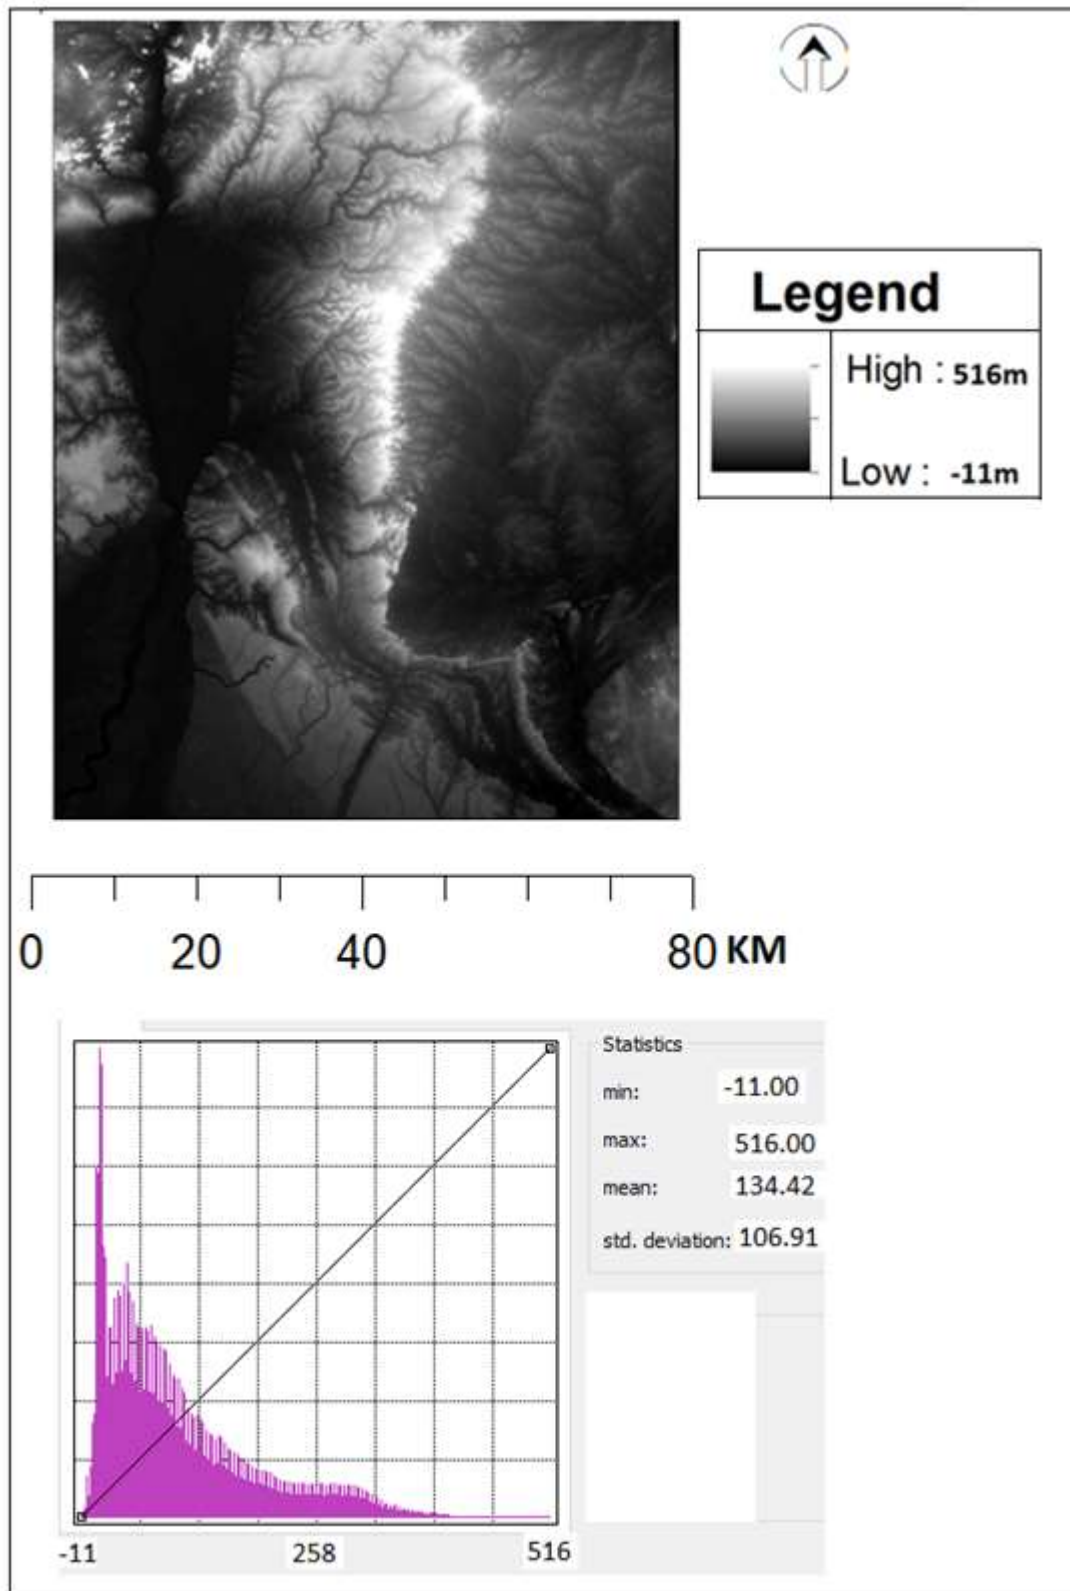 Legend
High : 516m
Low : -11m
0 20 40 80 KM
Statistics
min: -11.00
max: 516.00
mean: 134.42
std. deviation: 106.91
-11 258 516